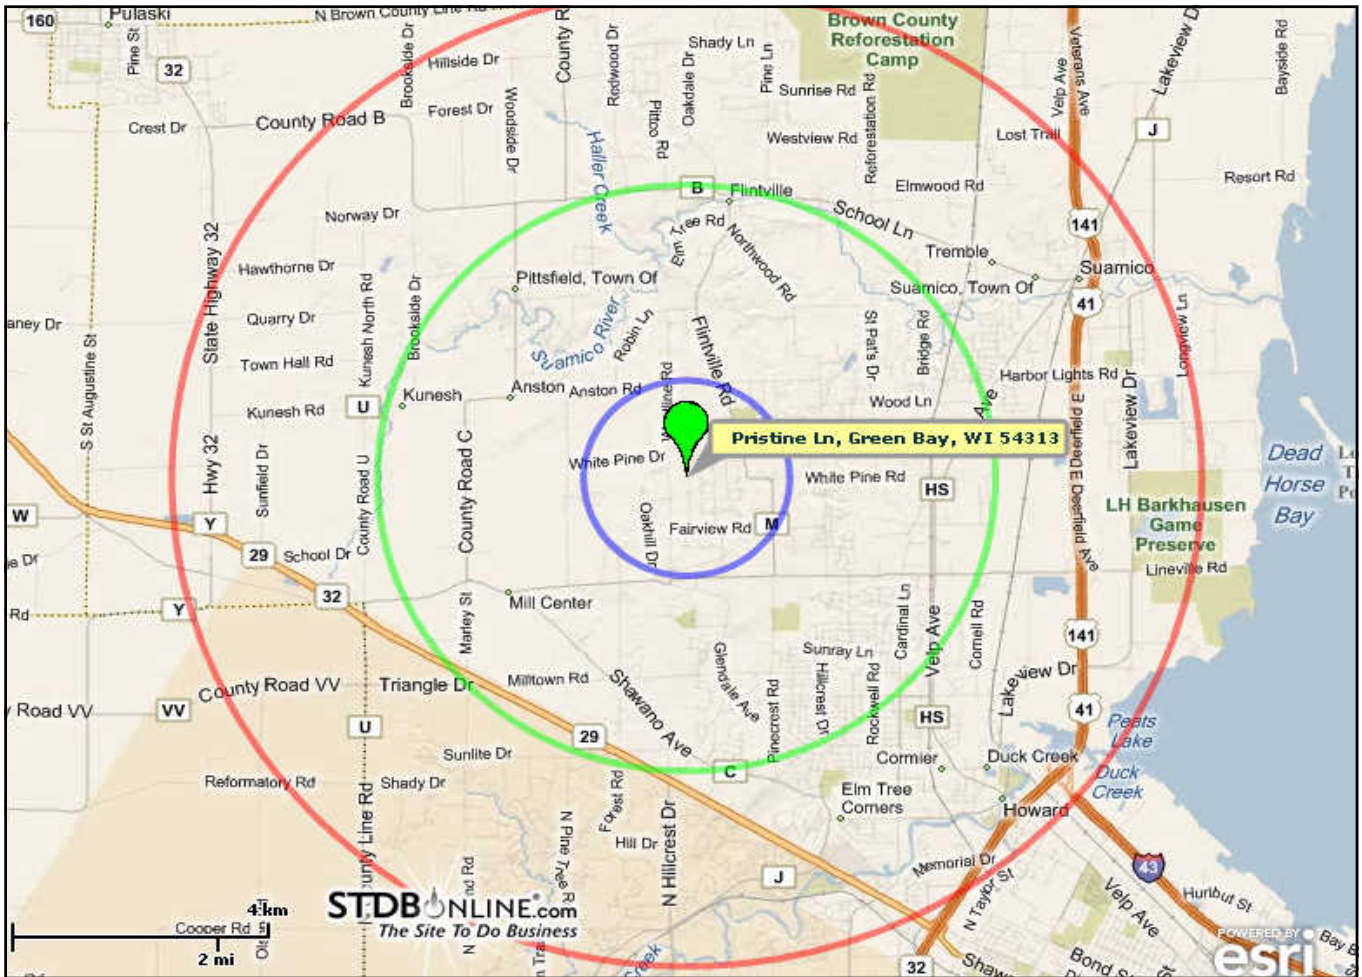 160
Pulaski
N Brown County Line Rd
County R
Brown County
Reforestation
Camp
Pine St
32
Brookside Dr
Hillside Dr
Redwood Dr
Oakdale Dr
Shady Ln
Pine Ln
Velp Ave
Veterans Ave
Lakeview D
Bayside Rd
Crest Dr
County Road B
Forest Dr
Woodside Dr
Haller Creek
Pittco Rd
Sunrise Rd
Westview Rd
Reforestation Rd
Lost Trail
J
Resort Rd
Elmwood Rd
B
Flintville
School Ln
Norway Dr
State Highway 32
Elm Tree Rd
Northwood Rd
141
Tremble
Suamico
Hawthorne Dr
Pittsfield, Town Of
Suamico, Town Of
41
Kunesh North Rd
Brookside Dr
Quarry Dr
Suamico River
Robin Ln
Flintville Rd
St Pat's Dr
Bridge Rd
Longview Ln
aney Dr
S St Augustine St
Town Hall Rd
Harbor Lights Rd
Lakeview Dr
Kunesh
Anston
Anston Rd
Wood Ln
Ave
Kunesh Rd
U
Pristine Ln, Green Bay, WI 54313
E Deerfield Ave
Hwy 32
Sunfield Dr
County Road U
County Road C
White Pine Dr
White Pine Rd
HS
Dead
Horse
Bay
LH Barkhausen
Game
Preserve
W
Y
29
School Dr
Oakhill Dr
Fairview Rd
M
Lineville Rd
32
Rd
Y
Mill Center
Marley St
Cardinal Ln
Velp Ave
Cornell Rd
141
Sunray Ln
Glendale Ave
Hillcrest Dr
Rockwell Rd
Pinecrest Rd
Lakeview Dr
County Road VV
Triangle Dr
Milltown Rd
Shawano Ave
Road VV
VV
U
29
HS
41
Peats
Lake
Sunlite Dr
Cormier
Duck Creek
C
Reformatory Rd
Shady Dr
Duck
Creek
Elm Tree
Corners
Howard
Forest Rd
Hill Dr
N Pine Tree R
N Hillcrest Dr
unty Line Rd
J
Memorial Dr
N Taylor St
43
Velp Ave
Hurlbut St
4 km
Cooper Rd
2 mi
STDBONLINE.com
The Site To Do Business
Creek
32
Shaw
Bond S
Bay B
POWERED BY
esri